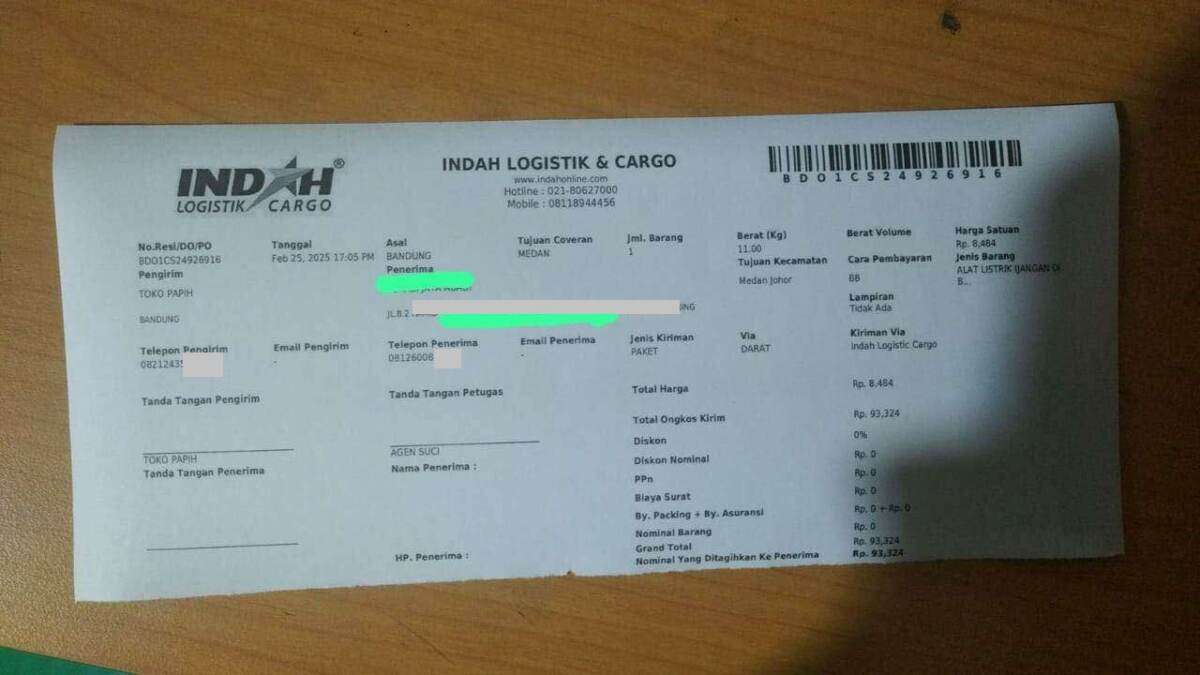 INDAH®
LOGISTIK CARGO
INDAH LOGISTIK & CARGO
www.indahonline.com
Hotline : 021-80627000
Mobile : 08118944456
BDO1CS24926916
No.Resi/DO/PO
BDO1CS24926916
Tanggal
Feb 25, 2025 17:05 PM
Asal
BANDUNG
Tujuan Coveran
MEDAN
Jml. Barang
1
Berat (Kg)
11.00
Berat Volume
Harga Satuan
Rp. 8,484
Pengirim
TOKO PAPIH
BANDUNG
Penerima
JL.B.Z
NG
Tujuan Kecamatan
Medan Johor
Cara Pembayaran
BB
Jenis Barang
ALAT LISTRIK (JANGAN DI
B...
Lampiran
Tidak Ada
Telepon Pengirim
0821243
Email Pengirim
-
Telepon Penerima
08126008
Email Penerima
-
Jenis Kiriman
PAKET
Via
DARAT
Kiriman Via
Indah Logistic Cargo
Tanda Tangan Pengirim
TOKO PAPIH
Tanda Tangan Petugas
AGEN SUCI
Tanda Tangan Penerima
Nama Penerima :
HP. Penerima :
Total Harga Rp. 8,484
Total Ongkos Kirim Rp. 93,324
Diskon 0%
Diskon Nominal Rp. 0
PPn Rp. 0
Biaya Surat Rp. 0
By. Packing + By. Asuransi Rp. 0 + Rp. 0
Nominal Barang Rp. 0
Grand Total Rp. 93,324
Nominal Yang Ditagihkan Ke Penerima Rp. 93,324